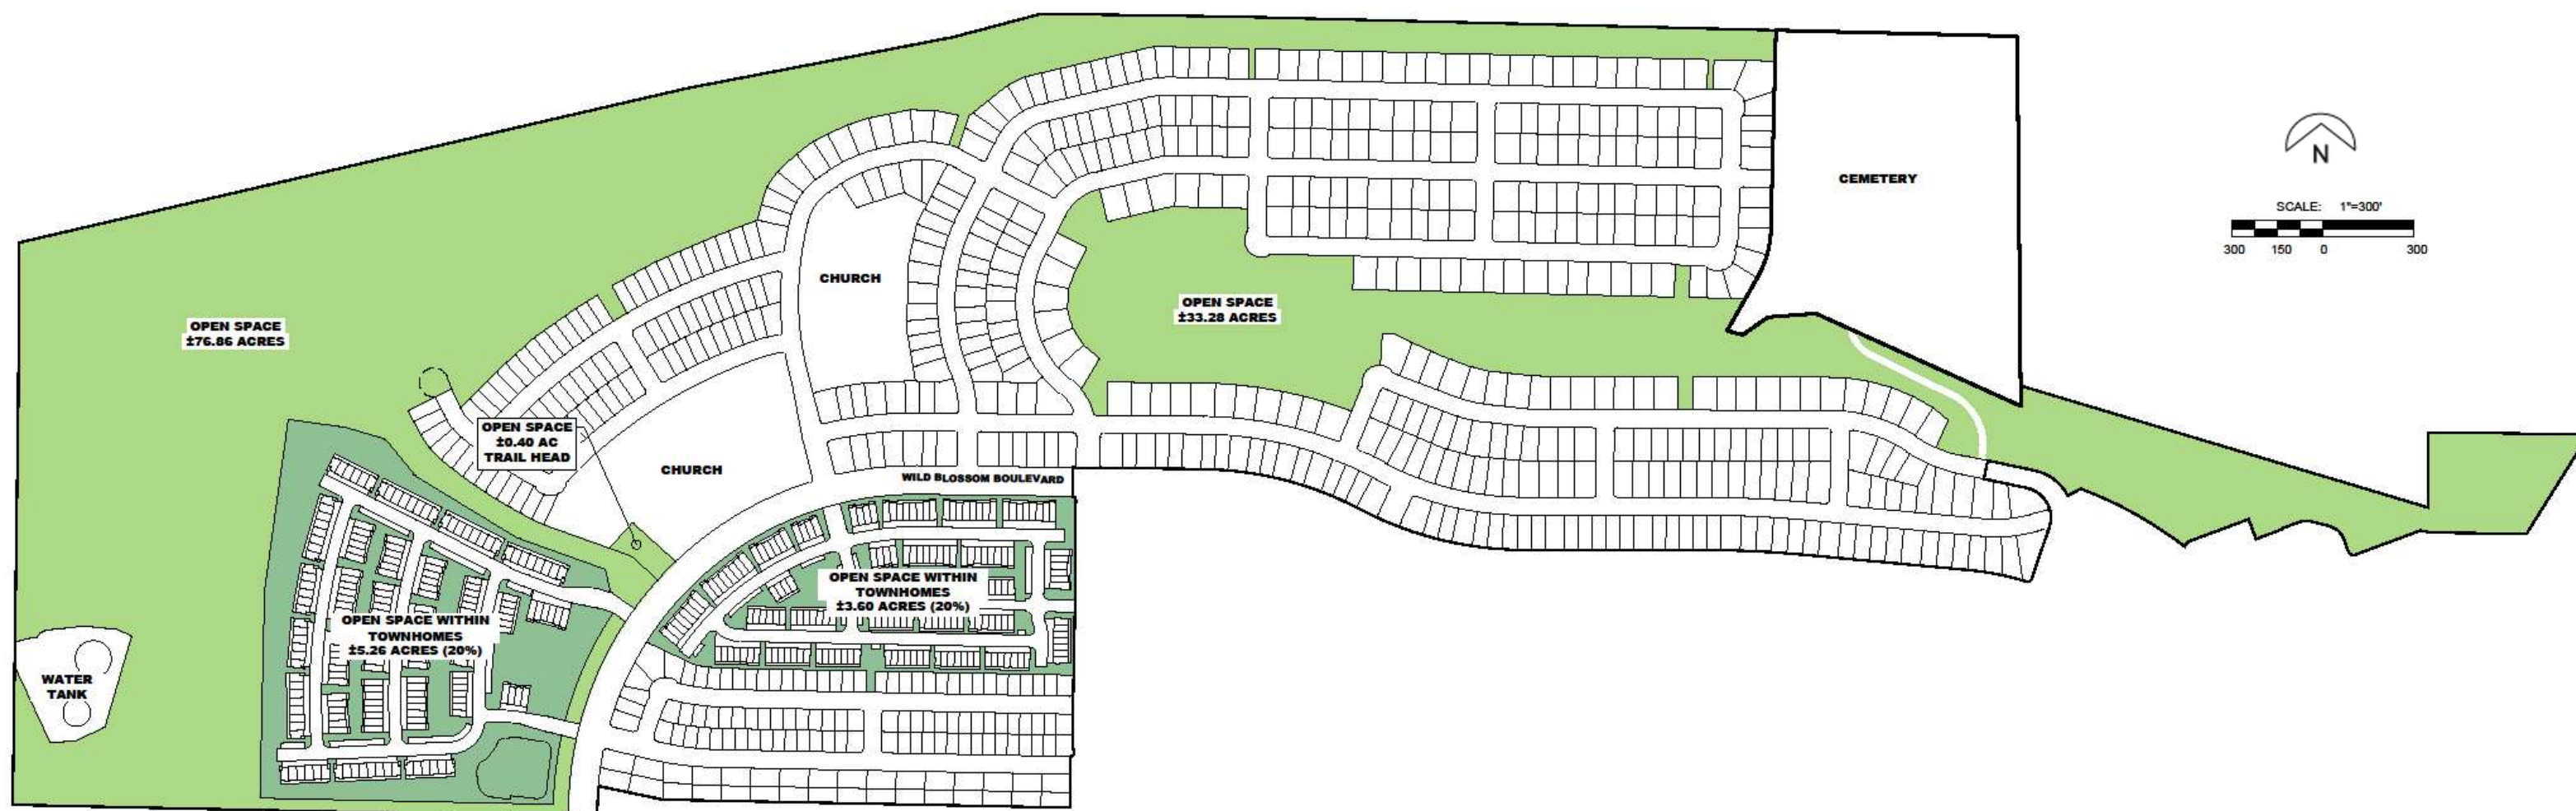 CEMETERY
N
SCALE: 1"=300'
300 150 0 300
CHURCH
OPEN SPACE
±33.28 ACRES
OPEN SPACE
±76.86 ACRES
OPEN SPACE
±0.40 AC
TRAIL HEAD
CHURCH
WILD BLOSSOM BOULEVARD
OPEN SPACE WITHIN
TOWNHOMES
±3.60 ACRES (20%)
OPEN SPACE WITHIN
TOWNHOMES
±5.26 ACRES (20%)
WATER
TANK